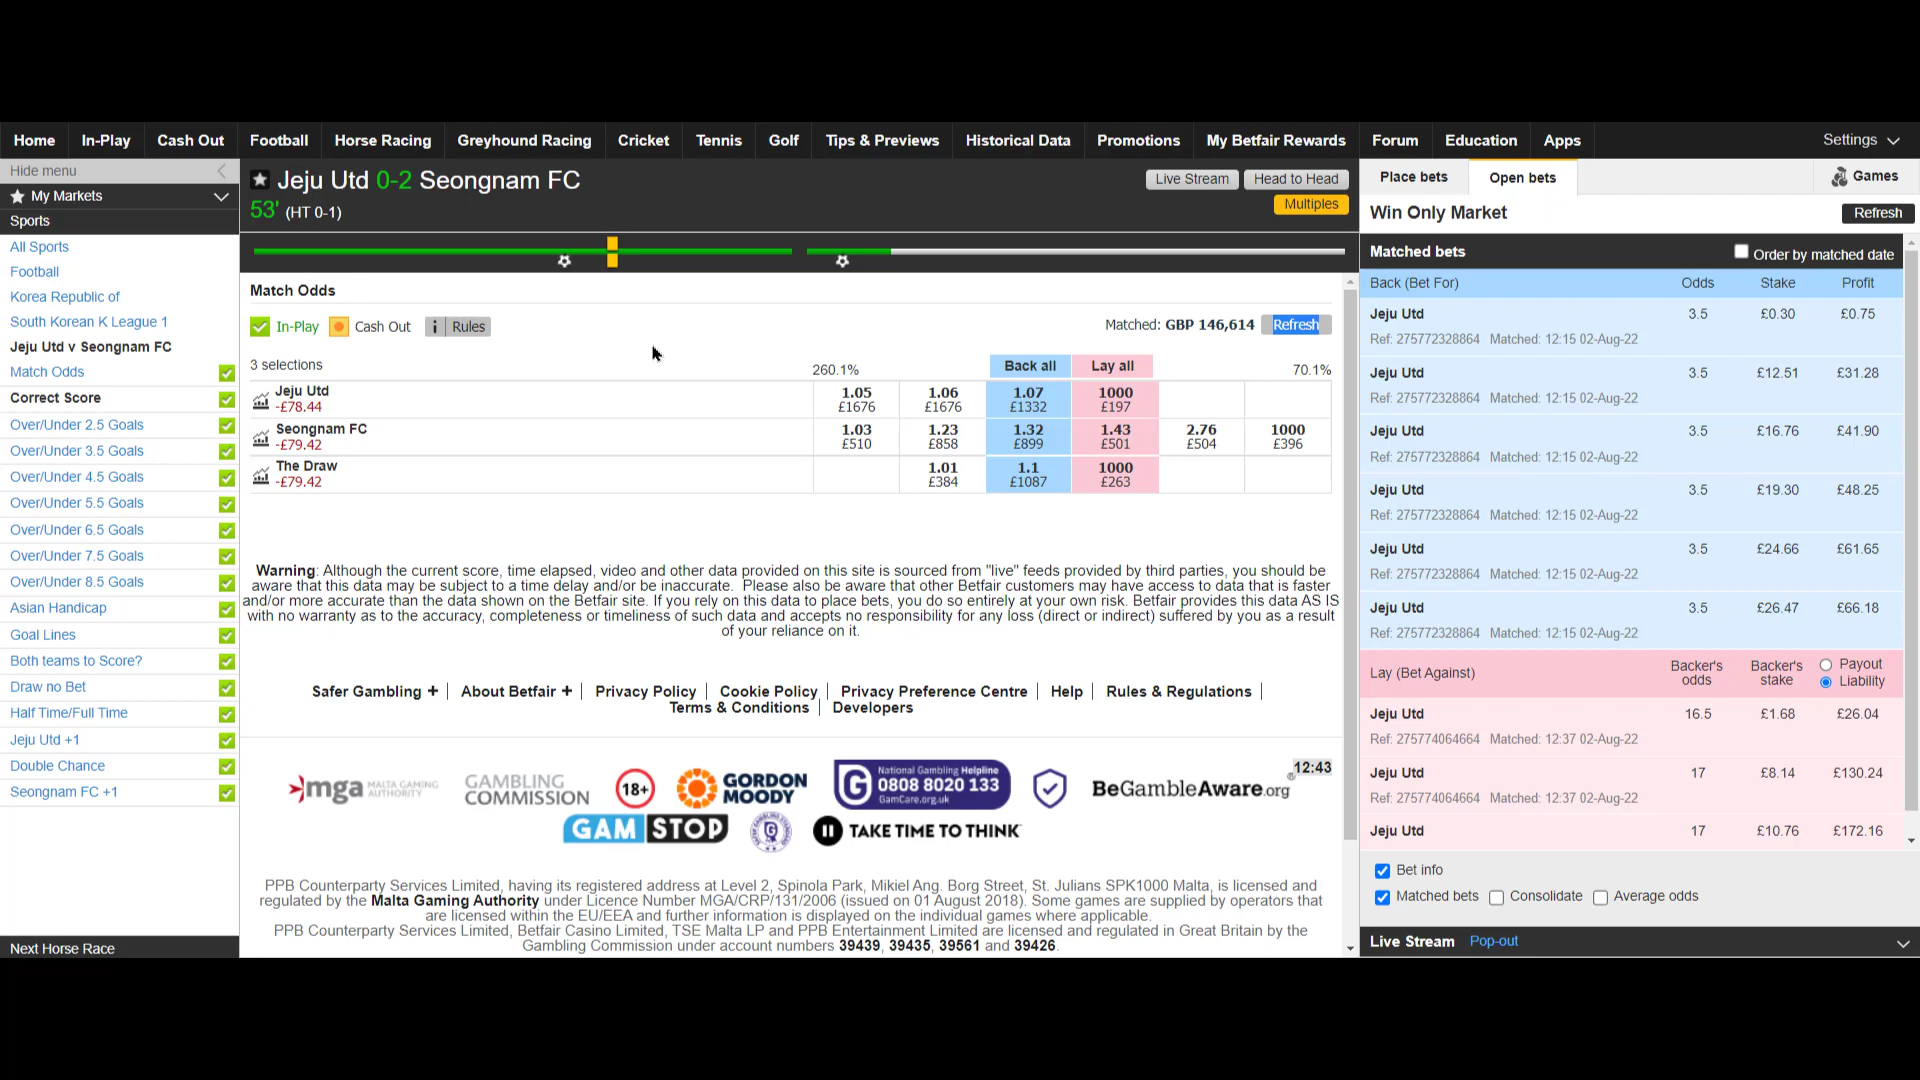 Home In-Play Cash Out Football Horse Racing Greyhound Racing Cricket Tennis Golf Tips & Previews Historical Data Promotions My Betfair Rewards Forum Education Apps Settings
Hide menu
My Markets
Sports
All Sports
Football
Korea Republic of
South Korean K League 1
Jeju Utd v Seongnam FC
Match Odds
Correct Score
Over/Under 2.5 Goals
Over/Under 3.5 Goals
Over/Under 4.5 Goals
Over/Under 5.5 Goals
Over/Under 6.5 Goals
Over/Under 7.5 Goals
Over/Under 8.5 Goals
Asian Handicap
Goal Lines
Both teams to Score?
Draw no Bet
Half Time/Full Time
Jeju Utd +1
Double Chance
Seongnam FC +1
Next Horse Race
Jeju Utd 0-2 Seongnam FC
53' (HT 0-1)
Live Stream Head to Head
Multiples
Match Odds
In-Play Cash Out i Rules
Matched: GBP 146,614 Refresh
3 selections 260.1% Back all Lay all 70.1%
Jeju Utd 1.05 1.06 1.07 1000
-£78.44 £1676 £1676 £1332 £197
Seongnam FC 1.03 1.23 1.32 1.43 2.76 1000
-£79.42 £510 £858 £899 £501 £504 £396
The Draw 1.01 1.1 1000
-£79.42 £384 £1087 £263
Warning: Although the current score, time elapsed, video and other data provided on this site is sourced from "live" feeds provided by third parties, you should be
aware that this data may be subject to a time delay and/or be inaccurate. Please also be aware that other Betfair customers may have access to data that is faster
and/or more accurate than the data shown on the Betfair site. If you rely on this data to place bets, you do so entirely at your own risk. Betfair provides this data AS IS
with no warranty as to the accuracy, completeness or timeliness of such data and accepts no responsibility for any loss (direct or indirect) suffered by you as a result
of your reliance on it.
Safer Gambling + | About Betfair + | Privacy Policy | Cookie Policy | Privacy Preference Centre | Help | Rules & Regulations |
Terms & Conditions | Developers
mga MALTA GAMING AUTHORITY
GAMBLING COMMISSION
18+
GORDON MOODY
National Gambling Helpline
0808 8020 133
GamCare.org.uk
BeGambleAware.org
®
12:43
GAMSTOP
TAKE TIME TO THINK
PPB Counterparty Services Limited, having its registered address at Level 2, Spinola Park, Mikiel Ang. Borg Street, St. Julians SPK1000 Malta, is licensed and
regulated by the Malta Gaming Authority under Licence Number MGA/CRP/131/2006 (issued on 01 August 2018). Some games are supplied by operators that
are licensed within the EU/EEA and further information is displayed on the individual games where applicable.
PPB Counterparty Services Limited, Betfair Casino Limited, TSE Malta LP and PPB Entertainment Limited are licensed and regulated in Great Britain by the
Gambling Commission under account numbers 39439, 39435, 39561 and 39426.
Place bets Open bets Games
Win Only Market Refresh
Matched bets Order by matched date
Back (Bet For) Odds Stake Profit
Jeju Utd 3.5 £0.30 £0.75
Ref: 275772328864 Matched: 12:15 02-Aug-22
Jeju Utd 3.5 £12.51 £31.28
Ref: 275772328864 Matched: 12:15 02-Aug-22
Jeju Utd 3.5 £16.76 £41.90
Ref: 275772328864 Matched: 12:15 02-Aug-22
Jeju Utd 3.5 £19.30 £48.25
Ref: 275772328864 Matched: 12:15 02-Aug-22
Jeju Utd 3.5 £24.66 £61.65
Ref: 275772328864 Matched: 12:15 02-Aug-22
Jeju Utd 3.5 £26.47 £66.18
Ref: 275772328864 Matched: 12:15 02-Aug-22
Lay (Bet Against) Backer's odds Backer's stake Payout Liability
Jeju Utd 16.5 £1.68 £26.04
Ref: 275774064664 Matched: 12:37 02-Aug-22
Jeju Utd 17 £8.14 £130.24
Ref: 275774064664 Matched: 12:37 02-Aug-22
Jeju Utd 17 £10.76 £172.16
Bet info
Matched bets Consolidate Average odds
Live Stream Pop-out